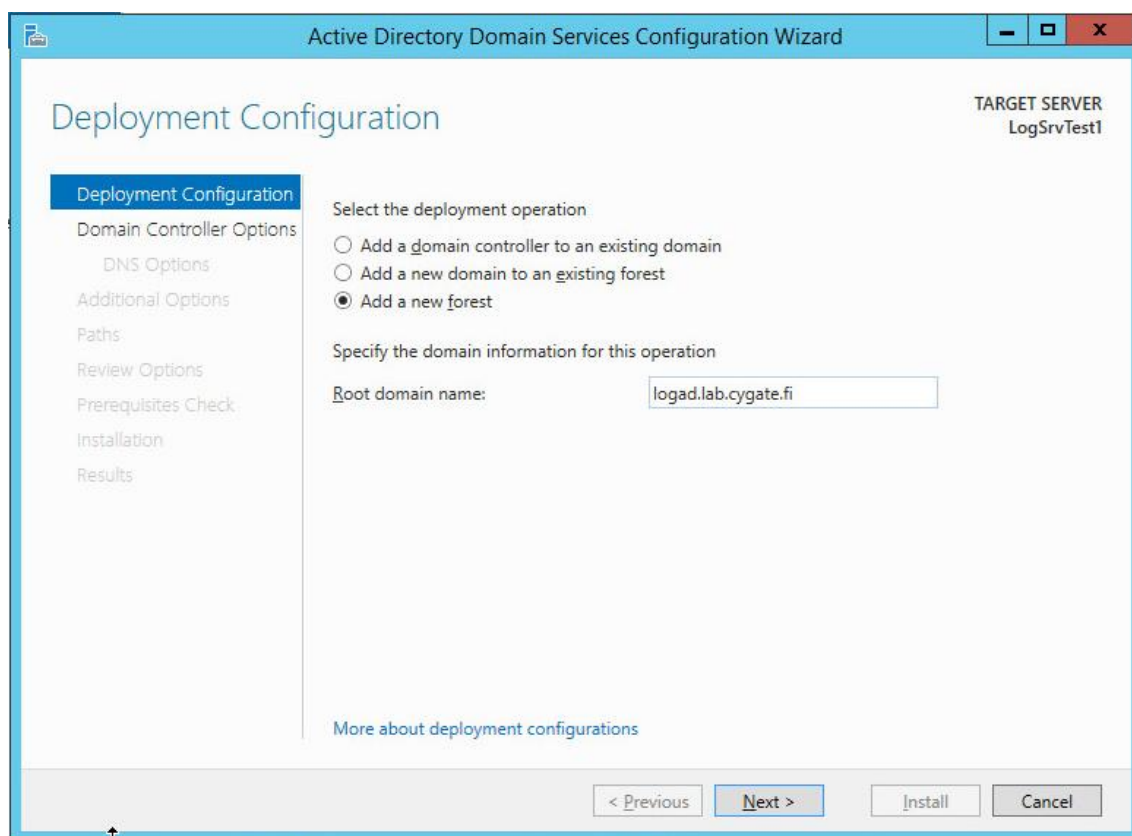 Active Directory Domain Services Configuration Wizard
Deployment Configuration
TARGET SERVER
LogSrvTest1
Deployment Configuration
Domain Controller Options
DNS Options
Additional Options
Paths
Review Options
Prerequisites Check
Installation
Results
Select the deployment operation
Add a domain controller to an existing domain
Add a new domain to an existing forest
Add a new forest
Specify the domain information for this operation
Root domain name: logad.lab.cygate.fi
More about deployment configurations
< Previous Next > Install Cancel